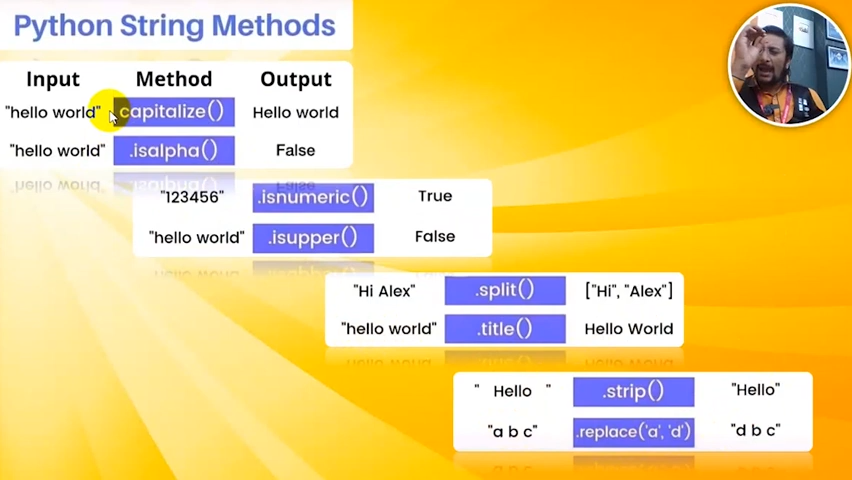 Python String Methods
Input Method Output
"hello world" .capitalize() Hello world
"hello world" .isalpha() False
"123456" .isnumeric() True
"hello world" .isupper() False
"Hi Alex" .split() ["Hi", "Alex"]
"hello world" .title() Hello World
" Hello " .strip() "Hello"
"a b c" .replace('a', 'd') "d b c"